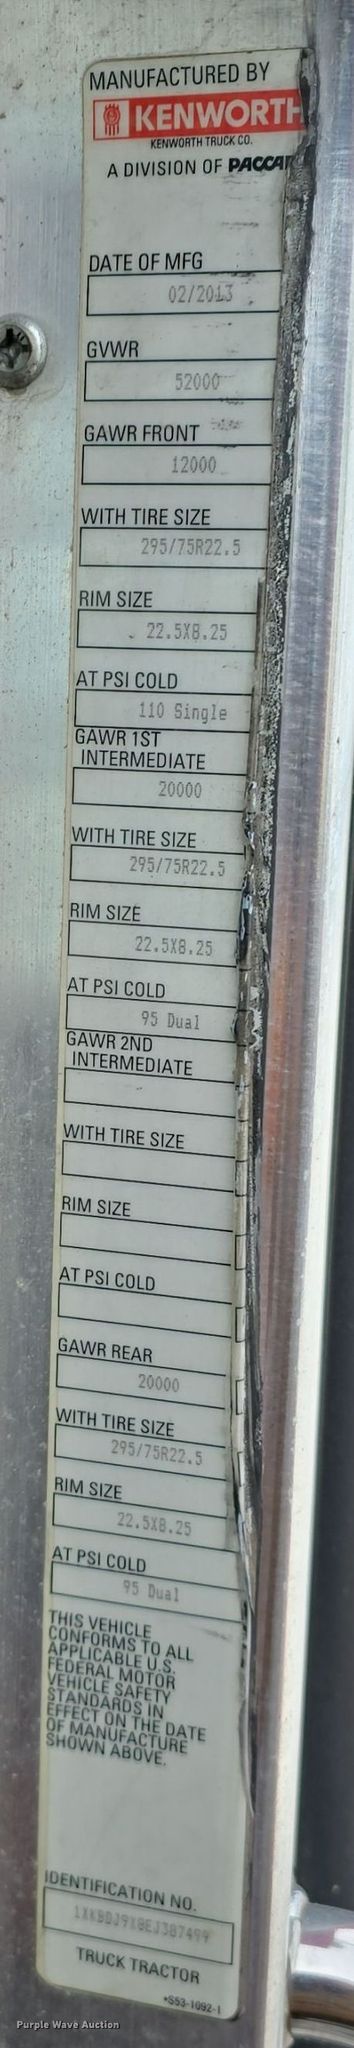 MANUFACTURED BY
KENWORTH
KENWORTH TRUCK CO.
A DIVISION OF PACCAR
DATE OF MFG
02/2013
GVWR
52000
GAWR FRONT
12000
WITH TIRE SIZE
295/75R22.5
RIM SIZE
22.5X8.25
AT PSI COLD
110 Single
GAWR 1ST
INTERMEDIATE
20000
WITH TIRE SIZE
295/75R22.5
RIM SIZE
22.5X8.25
AT PSI COLD
95 Dual
GAWR 2ND
INTERMEDIATE
WITH TIRE SIZE
RIM SIZE
AT PSI COLD
GAWR REAR
20000
WITH TIRE SIZE
295/75R22.5
RIM SIZE
22.5X8.25
AT PSI COLD
95 Dual
THIS VEHICLE
CONFORMS TO ALL
APPLICABLE U.S.
FEDERAL MOTOR
VEHICLE SAFETY
STANDARDS IN
EFFECT ON THE DATE
OF MANUFACTURE
SHOWN ABOVE.
IDENTIFICATION NO.
1XKBDJ9X8EJ387499
TRUCK TRACTOR
*S53-1092-1
Purple Wave Auction